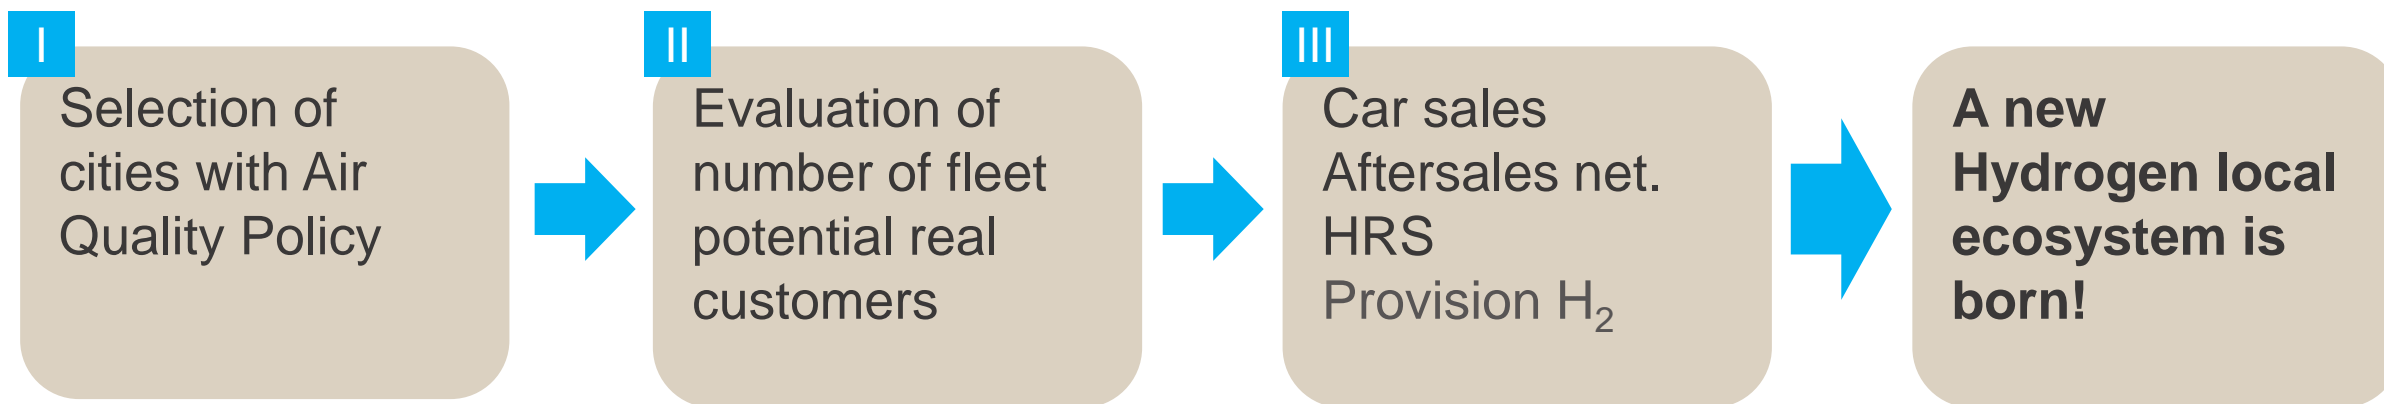 I
Selection of
cities with Air
Quality Policy
II
Evaluation of
number of fleet
potential real
customers
III
Car sales
Aftersales net.
HRS
Provision H₂
A new
Hydrogen local
ecosystem is
born!